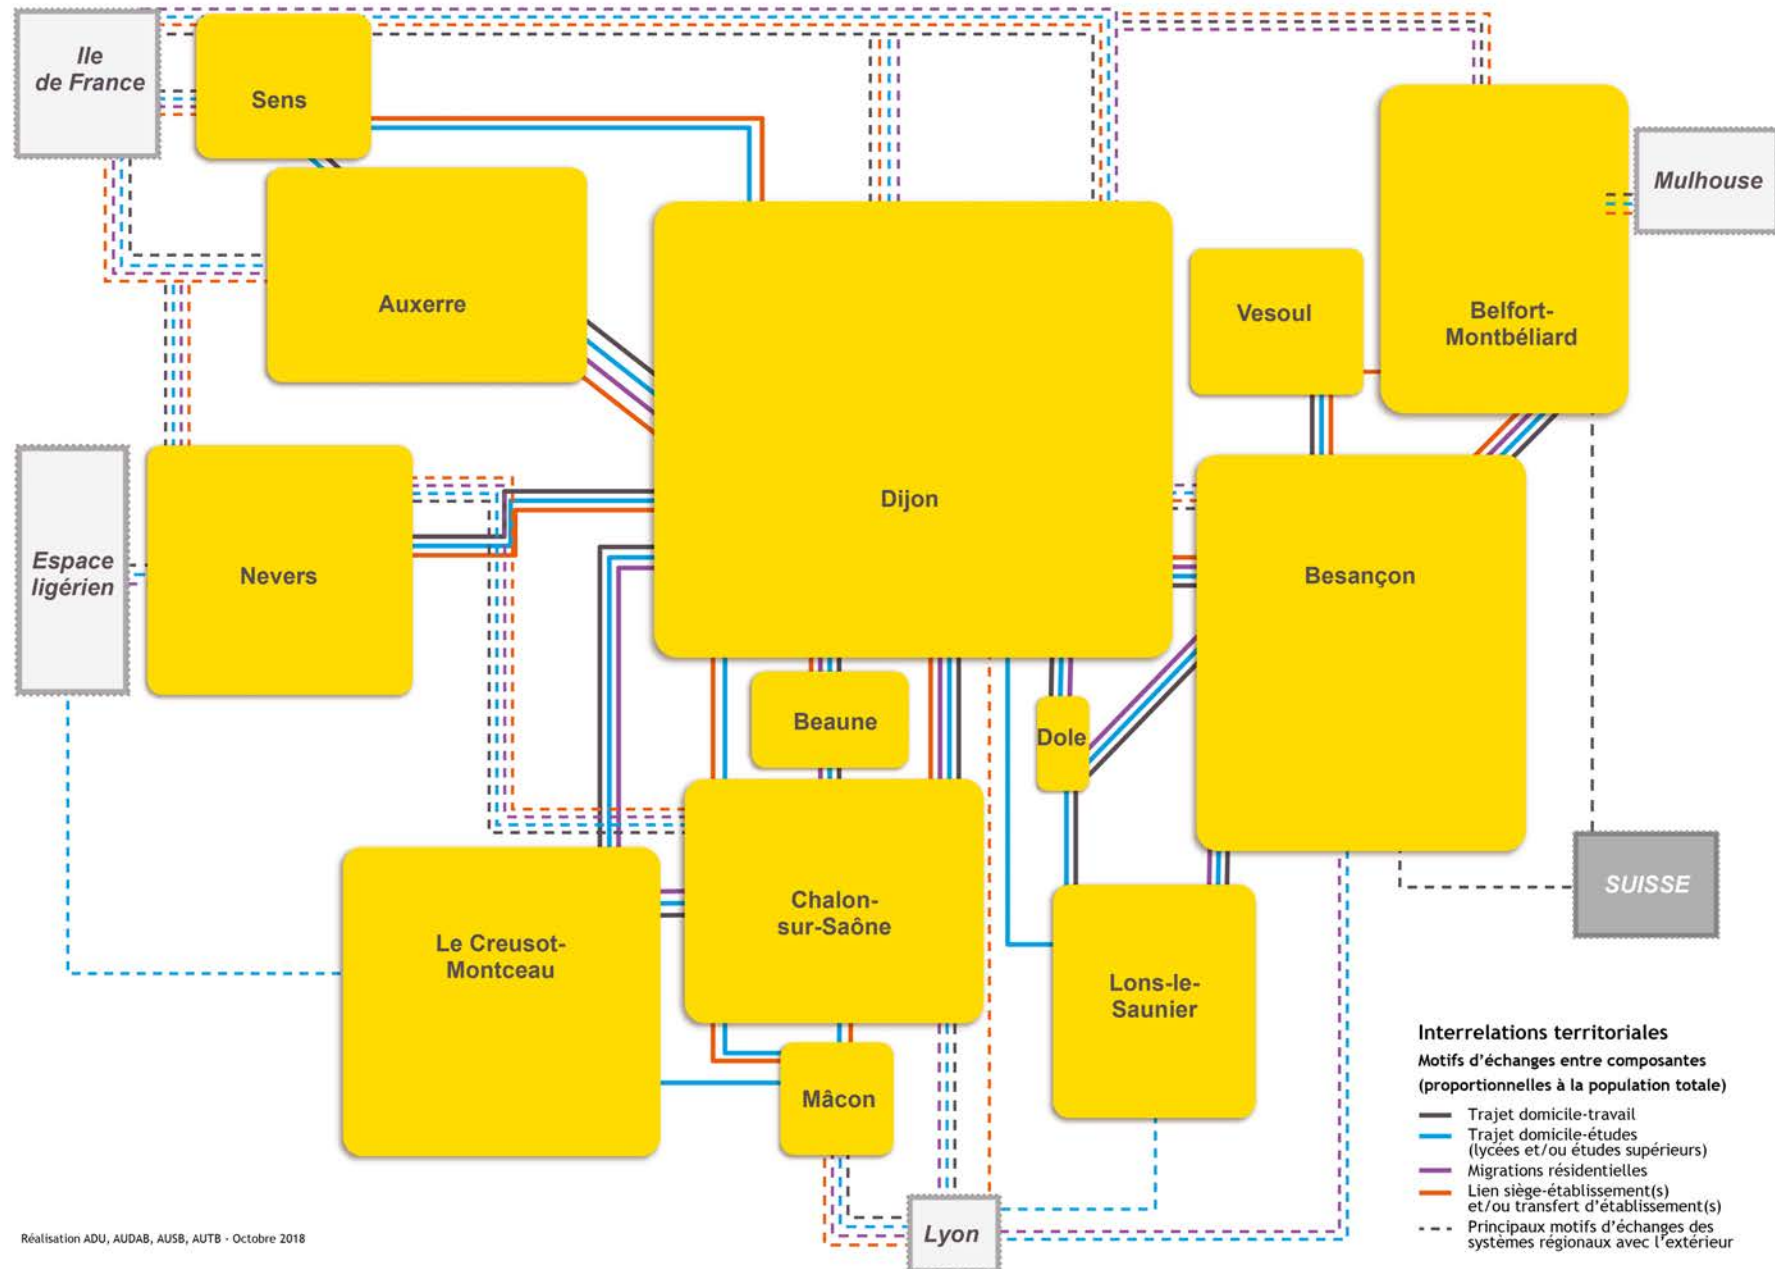 Ile
de France
Sens
Mulhouse
Auxerre
Vesoul
Belfort-
Montbéliard
Dijon
Espace
ligérien
Nevers
Besançon
Beaune
Dole
SUISSE
Chalon-
sur-Saône
Le Creusot-
Montceau
Lons-le-
Saunier
Mâcon
Lyon
Interrelations territoriales
Motifs d'échanges entre composantes
(proportionnelles à la population totale)
Trajet domicile-travail
Trajet domicile-études
(lycées et/ou études supérieurs)
Migrations résidentielles
Lien siège-établissement(s)
et/ou transfert d'établissement(s)
Principaux motifs d'échanges des
systèmes régionaux avec l'extérieur
Réalisation ADU, AUDAB, AUSB, AUTB - Octobre 2018